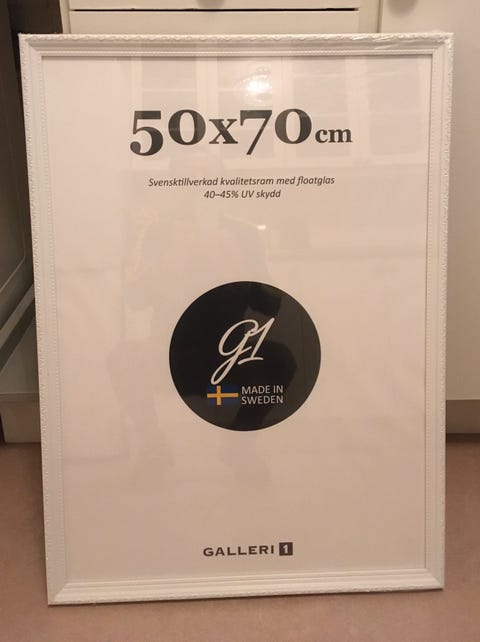 50x70cm
Svensktillverkad kvalitetsram med floatglas
40–45% UV skydd
G1
MADE IN
SWEDEN
GALLERI 1